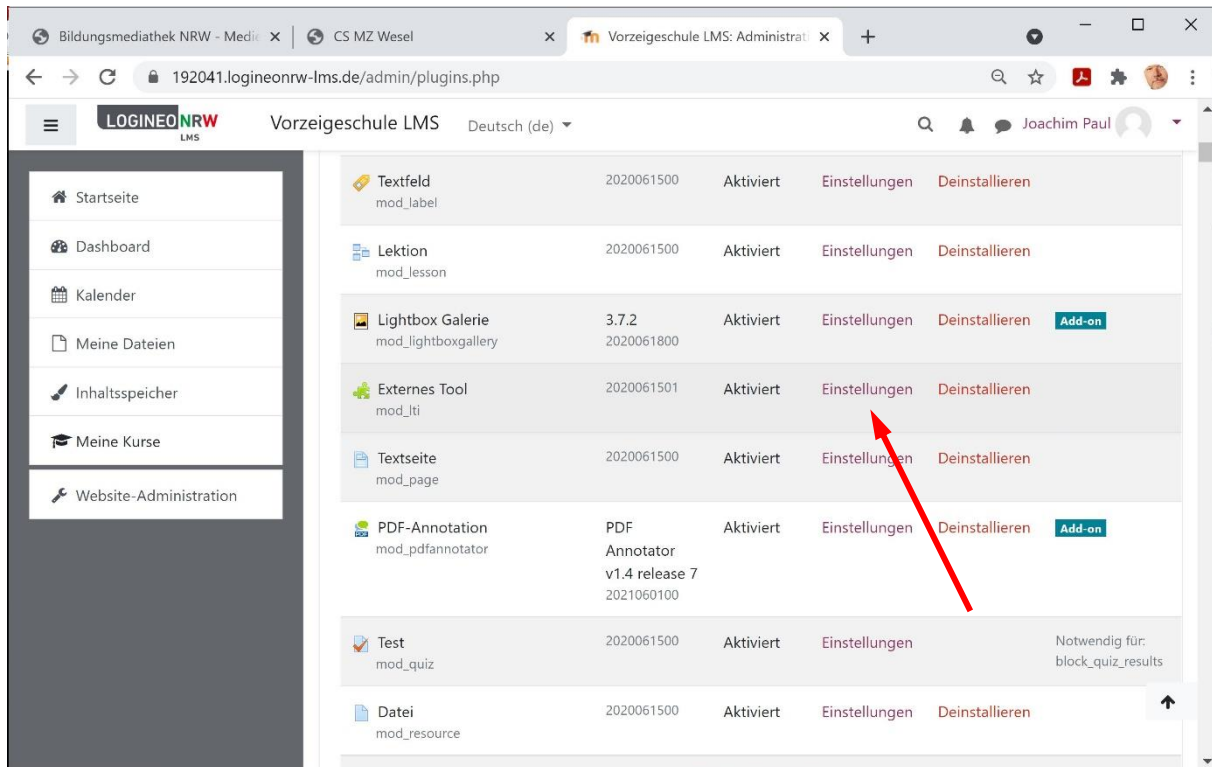 Bildungsmediathek NRW - Medie
CS MZ Wesel
Vorzeigeschule LMS: Administrati
192041.logineonrw-lms.de/admin/plugins.php
LOGINEO NRW
LMS
Vorzeigeschule LMS
Deutsch (de)
Joachim Paul
Startseite
Dashboard
Kalender
Meine Dateien
Inhaltsspeicher
Meine Kurse
Website-Administration
Textfeld 2020061500 Aktiviert Einstellungen Deinstallieren
mod_label
Lektion 2020061500 Aktiviert Einstellungen Deinstallieren
mod_lesson
Lightbox Galerie 3.7.2 Aktiviert Einstellungen Deinstallieren Add-on
mod_lightboxgallery 2020061800
Externes Tool 2020061501 Aktiviert Einstellungen Deinstallieren
mod_lti
Textseite 2020061500 Aktiviert Einstellungen Deinstallieren
mod_page
PDF-Annotation PDF Aktiviert Einstellungen Deinstallieren Add-on
mod_pdfannotator Annotator
v1.4 release 7
2021060100
Test 2020061500 Aktiviert Einstellungen Notwendig für:
mod_quiz block_quiz_results
Datei 2020061500 Aktiviert Einstellungen Deinstallieren
mod_resource